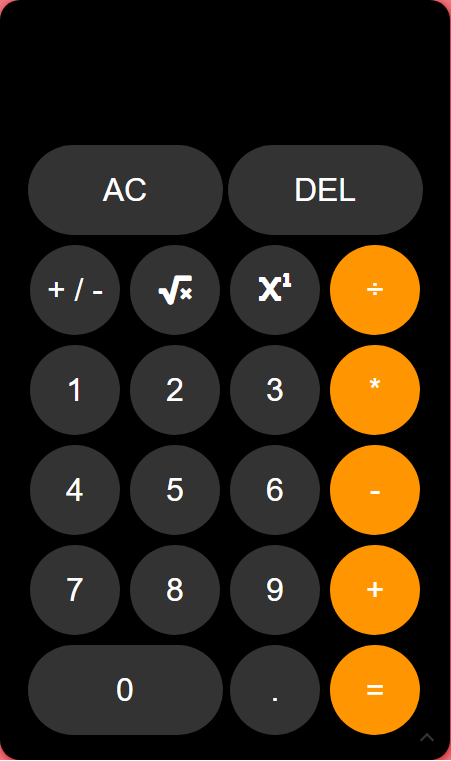 AC DEL
+ / - √x X¹ ÷
1 2 3 *
4 5 6 -
7 8 9 +
0 . =